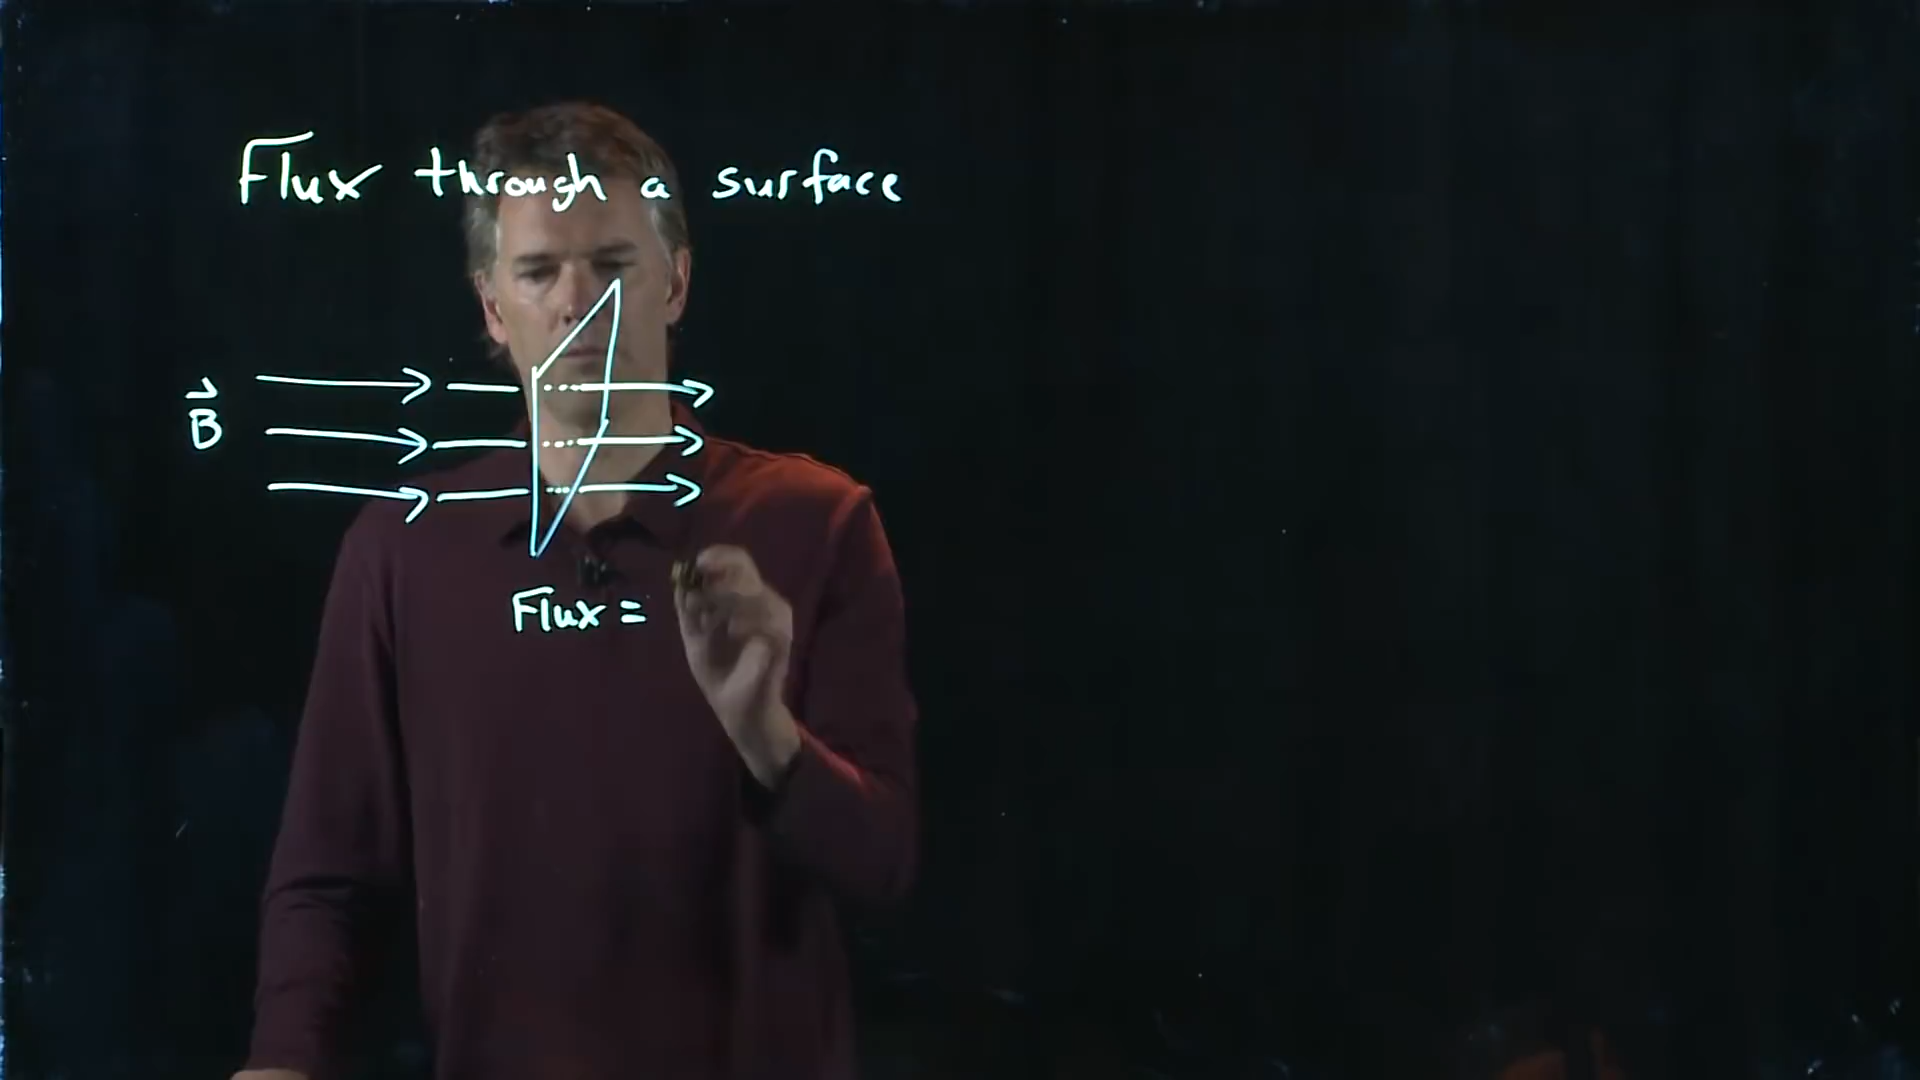 Flux through a surface
B⃗
Flux =